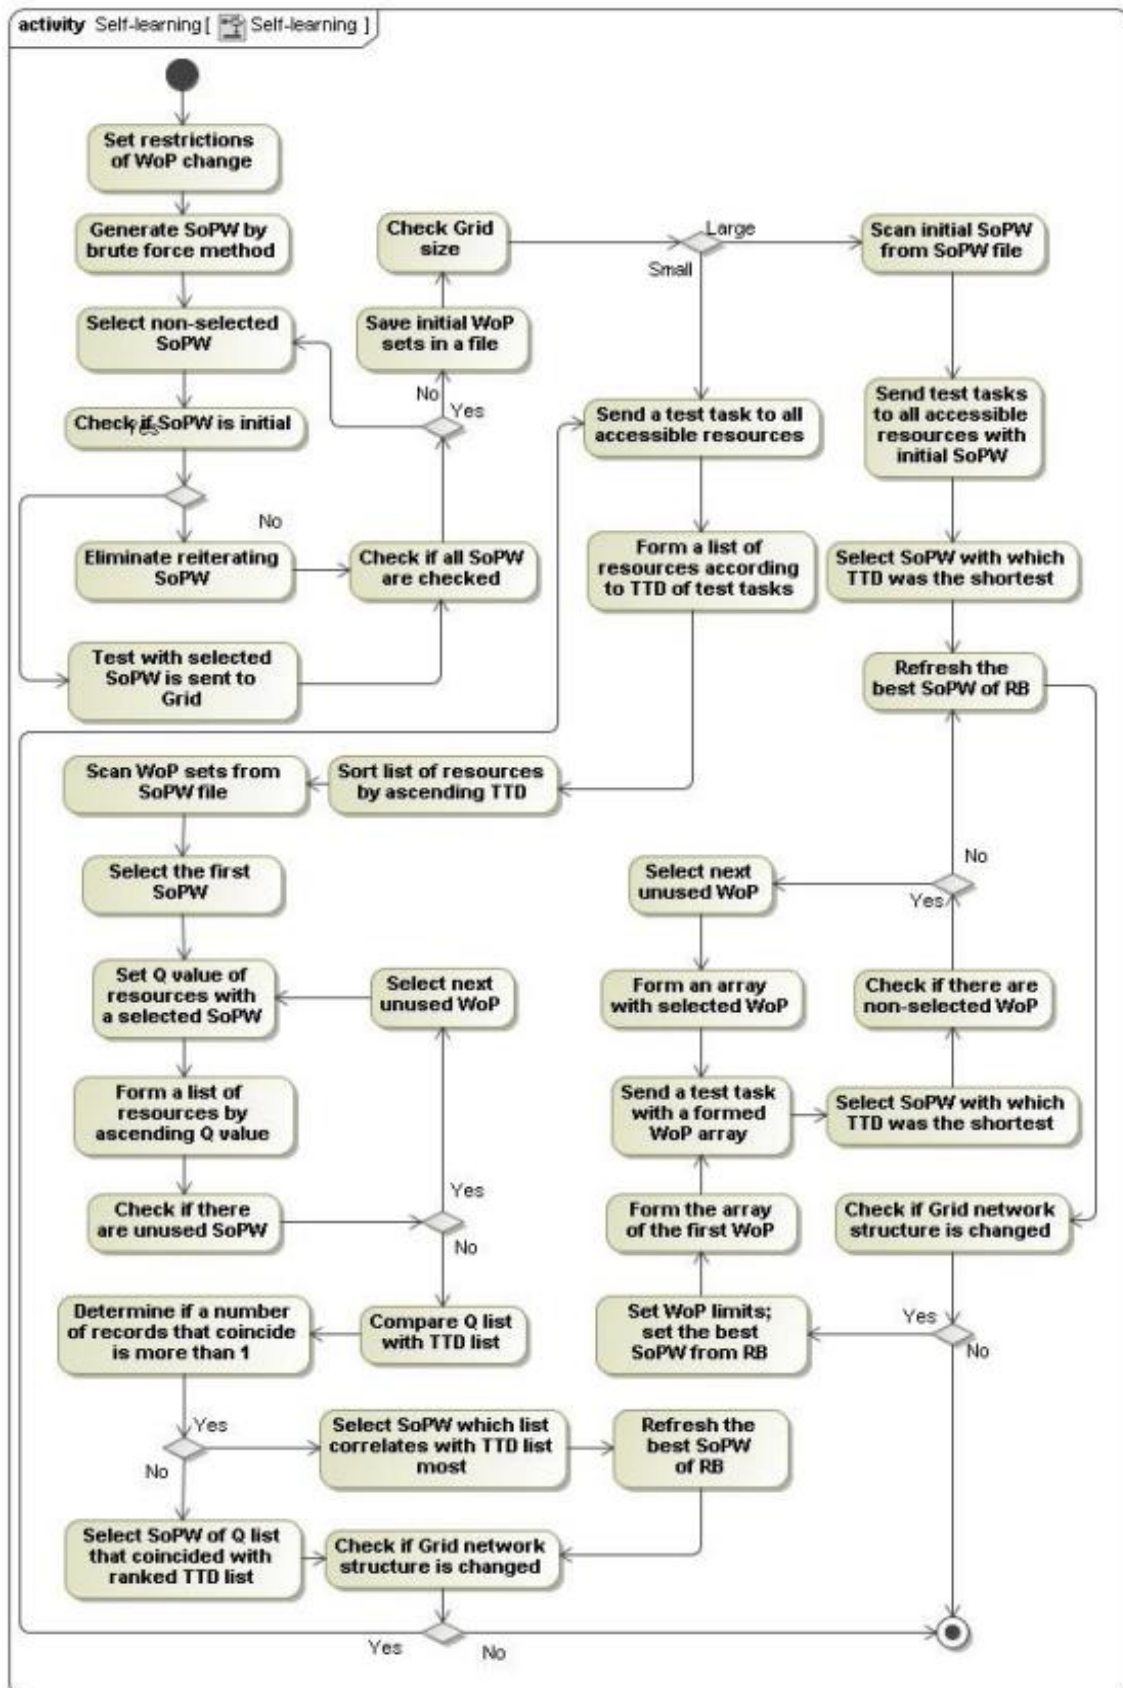 activity Self-learning [ Self-learning ]
Set restrictions
of WoP change
Generate SoPW by
brute force method
Select non-selected
SoPW
Check if SoPW is initial
Yes
No
Eliminate reiterating
SoPW
Test with selected
SoPW is sent to
Grid
Check if all SoPW
are checked
No
Yes
Save initial WoP
sets in a file
Check Grid
size
Large
Small
Scan initial SoPW
from SoPW file
Send test tasks
to all accessible
resources with
initial SoPW
Select SoPW with which
TTD was the shortest
Refresh the
best SoPW of RB
Send a test task to all
accessible resources
Form a list of
resources according
to TTD of test tasks
Sort list of resources
by ascending TTD
Scan WoP sets from
SoPW file
Select the first
SoPW
Set Q value of
resources with
a selected SoPW
Select next
unused WoP
Form a list of
resources by
ascending Q value
Check if there
are unused SoPW
Yes
No
Compare Q list
with TTD list
Determine if a number
of records that coincide
is more than 1
Yes
No
Select SoPW which list
correlates with TTD list
most
Refresh the
best SoPW
of RB
Select SoPW of Q list
that coincided with
ranked TTD list
Check if Grid network
structure is changed
Yes
No
No
Yes
Select next
unused WoP
Form an array
with selected WoP
Check if there are
non-selected WoP
Send a test task
with a formed
WoP array
Select SoPW with which
TTD was the shortest
Form the array
of the first WoP
Check if Grid network
structure is changed
Set WoP limits;
set the best
SoPW from RB
Yes
No